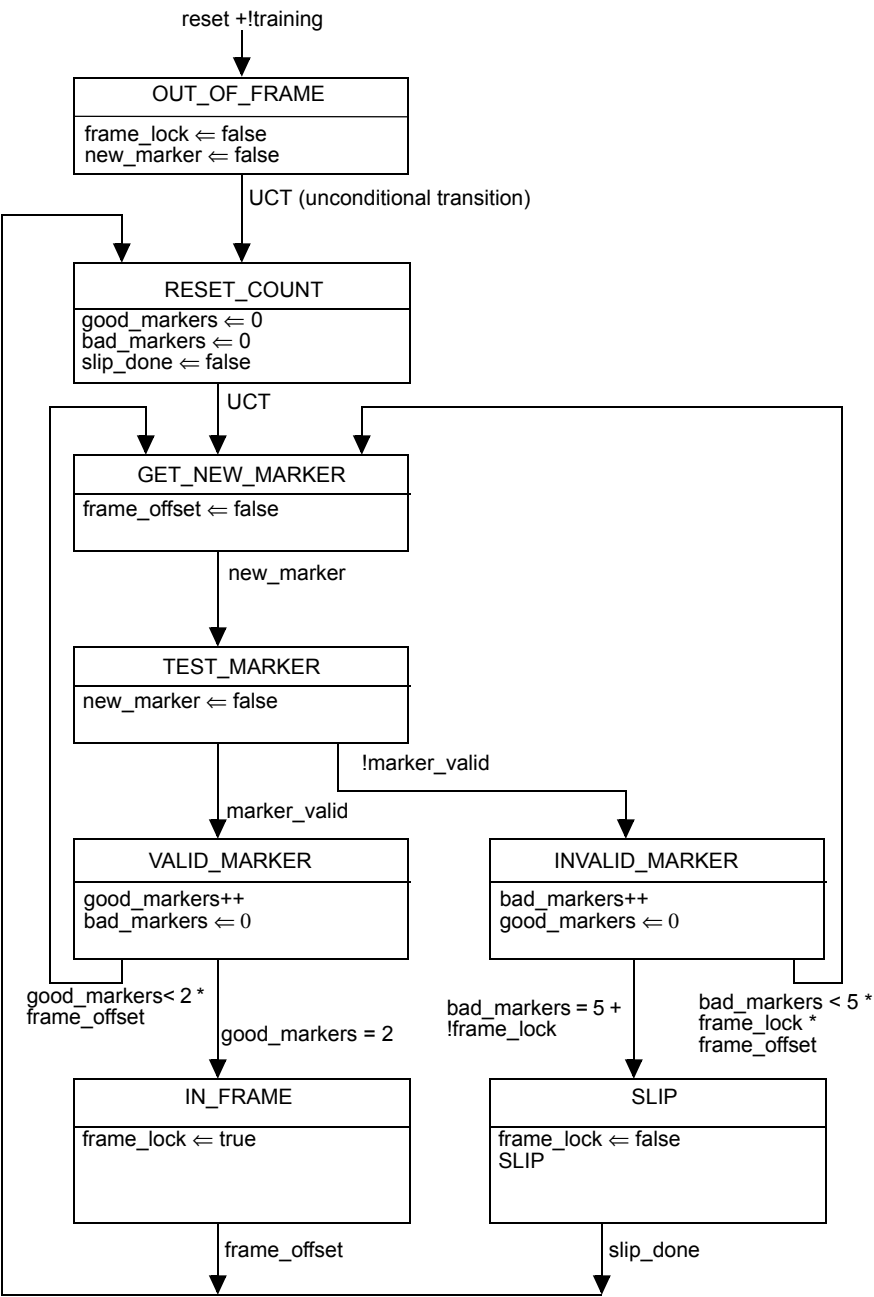 reset +!training
OUT_OF_FRAME
frame_lock ⇐ false
new_marker ⇐ false
UCT (unconditional transition)
RESET_COUNT
good_markers ⇐ 0
bad_markers ⇐ 0
slip_done ⇐ false
UCT
GET_NEW_MARKER
frame_offset ⇐ false
new_marker
TEST_MARKER
new_marker ⇐ false
!marker_valid
marker_valid
VALID_MARKER
good_markers++
bad_markers ⇐ 0
INVALID_MARKER
bad_markers++
good_markers ⇐ 0
good_markers< 2 *
frame_offset
good_markers = 2
bad_markers = 5 +
!frame_lock
bad_markers < 5 *
frame_lock *
frame_offset
IN_FRAME
frame_lock ⇐ true
SLIP
frame_lock ⇐ false
SLIP
frame_offset
slip_done